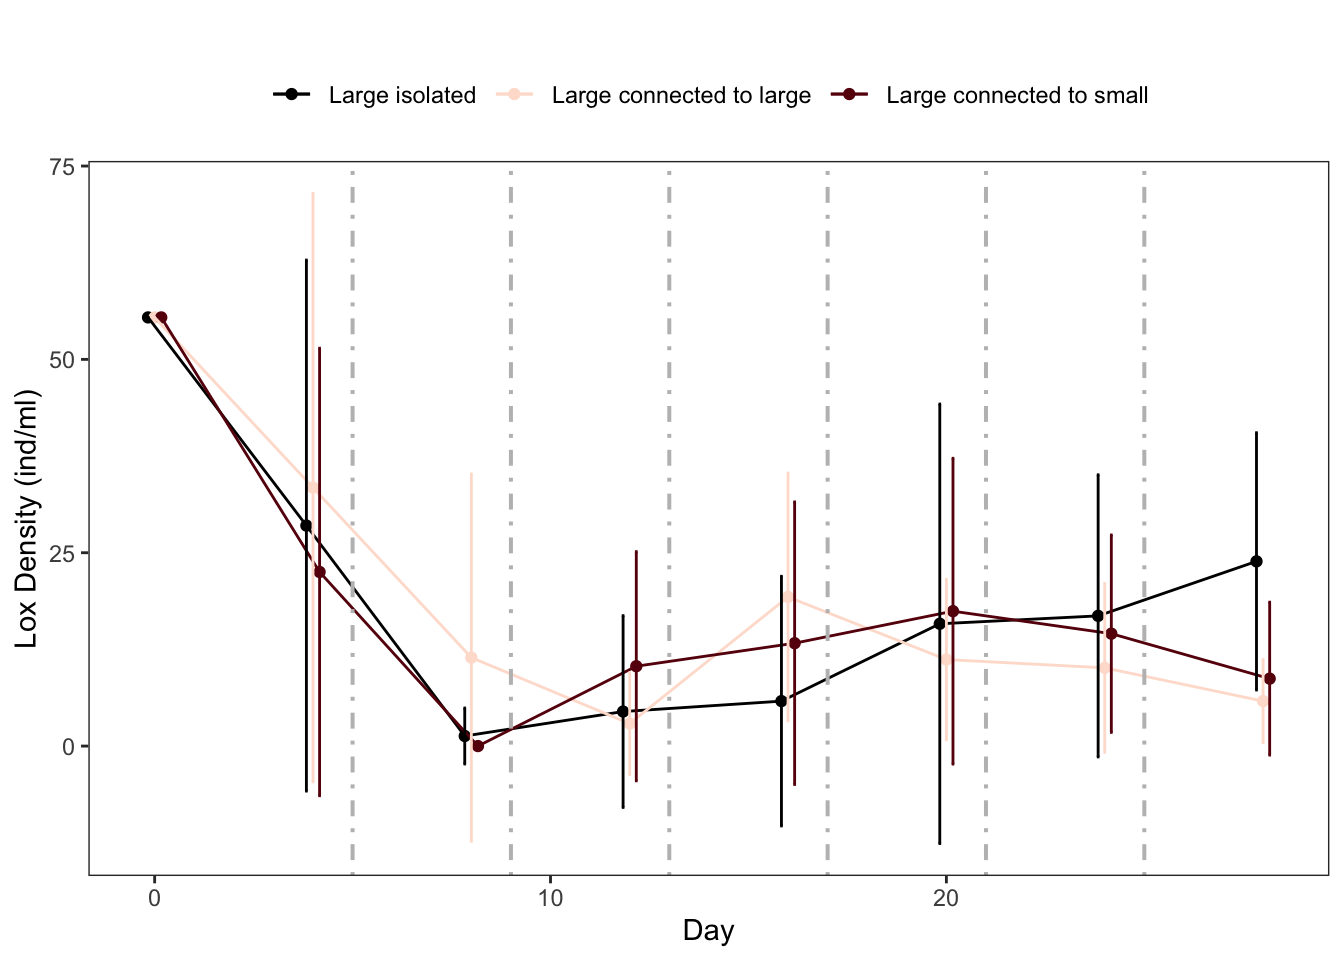 Large isolated Large connected to large Large connected to small
75
50
25
0
Lox Density (ind/ml)
0 10 20
Day